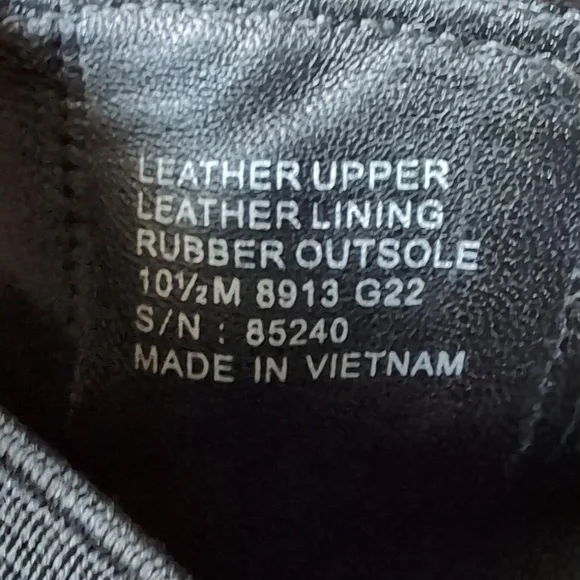 LEATHER UPPER
LEATHER LINING
RUBBER OUTSOLE
10½M 8913 G22
S/N : 85240
MADE IN VIETNAM